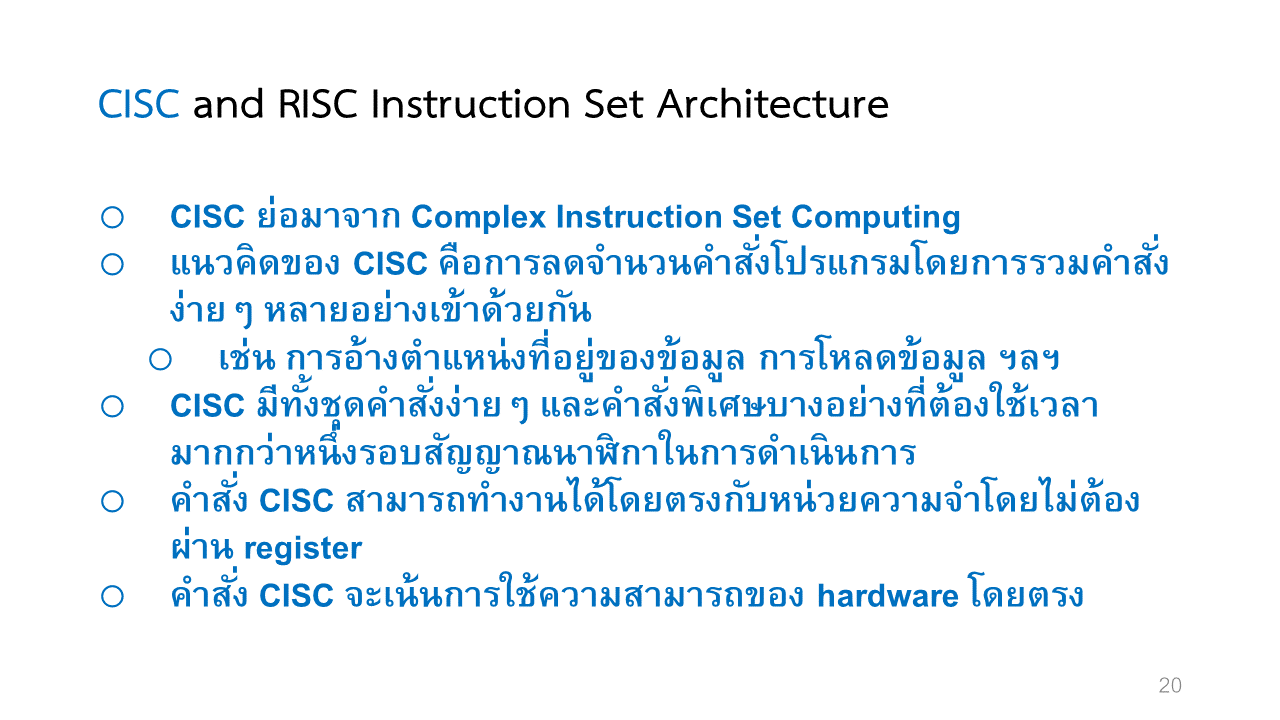 CISC and RISC Instruction Set Architecture
o CISC ย่อมาจาก Complex Instruction Set Computing
o แนวคิดของ CISC คือการลดจำนวนคำสั่งโปรแกรมโดยการรวมคำสั่ง
ง่าย ๆ หลายอย่างเข้าด้วยกัน
o เช่น การอ้างตำแหน่งที่อยู่ของข้อมูล การโหลดข้อมูล ฯลฯ
o CISC มีทั้งชุดคำสั่งง่าย ๆ และคำสั่งพิเศษบางอย่างที่ต้องใช้เวลา
มากกว่าหนึ่งรอบสัญญาณนาฬิกาในการดำเนินการ
o คำสั่ง CISC สามารถทำงานได้โดยตรงกับหน่วยความจำโดยไม่ต้อง
ผ่าน register
o คำสั่ง CISC จะเน้นการใช้ความสามารถของ hardware โดยตรง
20